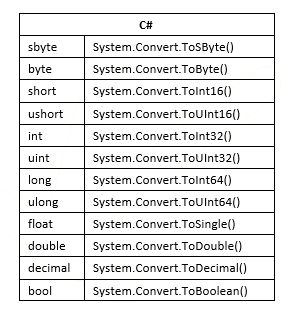 C#
sbyte System.Convert.ToSByte()
byte System.Convert.ToByte()
short System.Convert.ToInt16()
ushort System.Convert.ToUInt16()
int System.Convert.ToInt32()
uint System.Convert.ToUInt32()
long System.Convert.ToInt64()
ulong System.Convert.ToUInt64()
float System.Convert.ToSingle()
double System.Convert.ToDouble()
decimal System.Convert.ToDecimal()
bool System.Convert.ToBoolean()